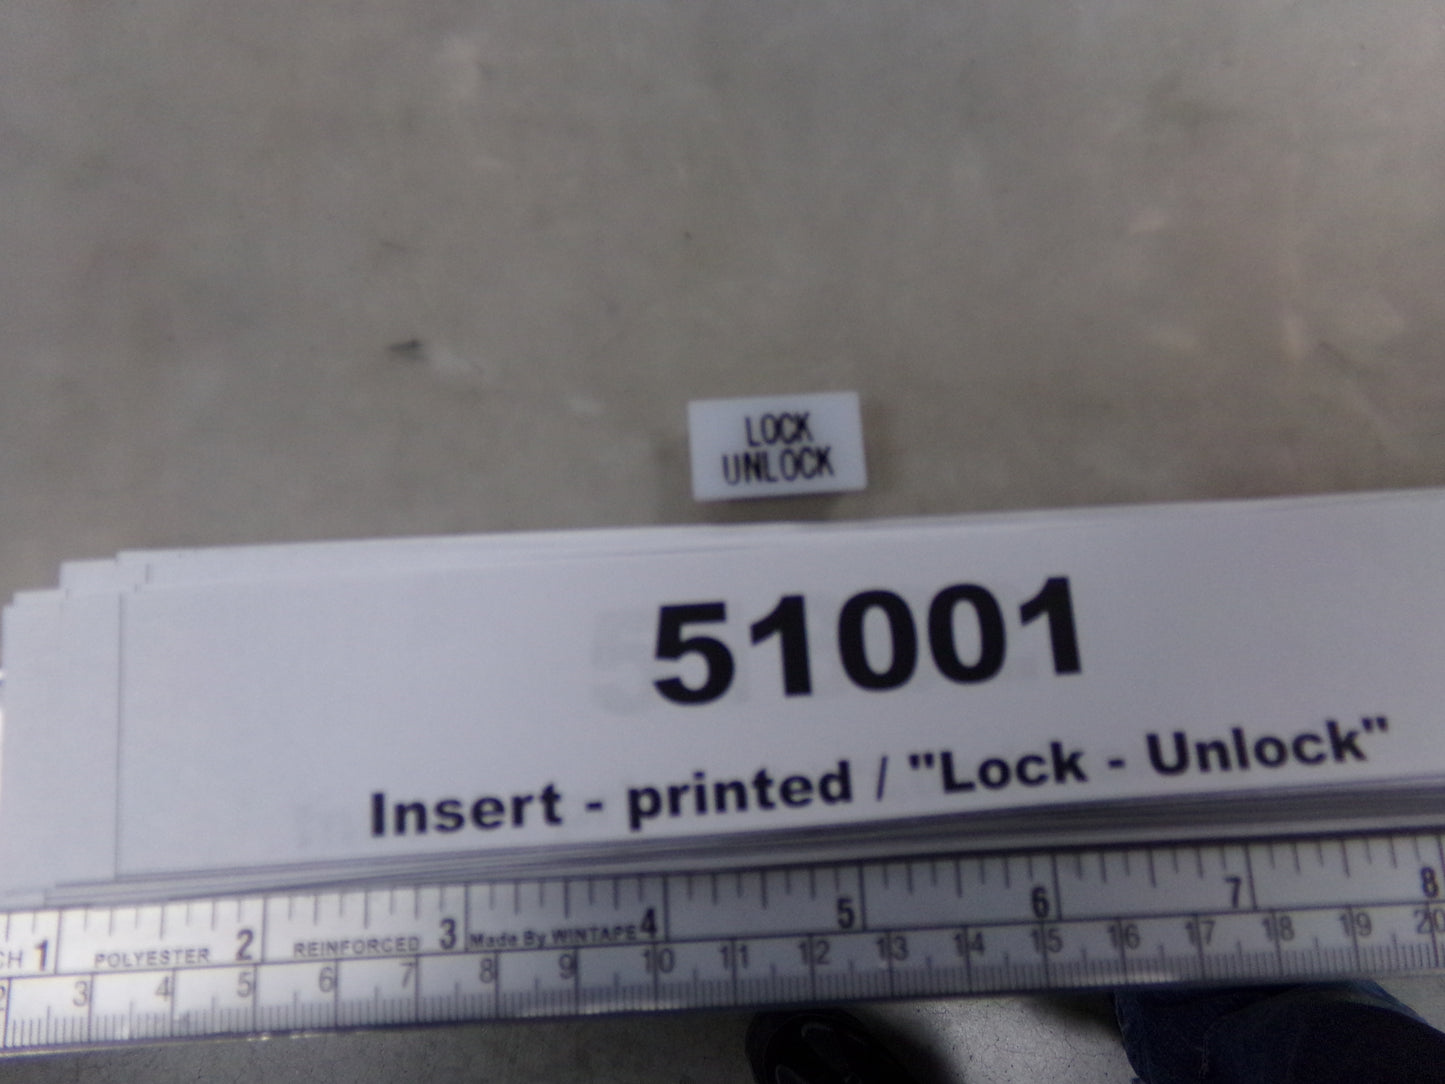 LOCK
UNLOCK
51001
Insert - printed / "Lock - Unlock"
CH 1 POLYESTER 2 REINFORCED 3 Made By WINTAPE 4 5 6 7 8
2 3 4 5 6 7 8 9 10 11 12 13 14 15 16 17 18 19 20